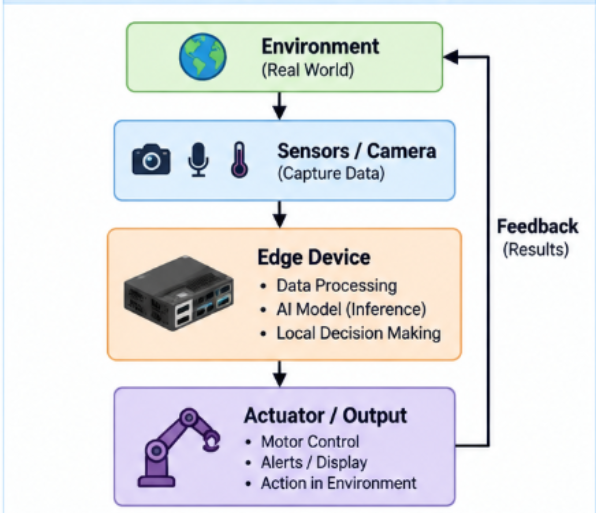 Environment
(Real World)
Sensors / Camera
(Capture Data)
Edge Device
• Data Processing
• AI Model (Inference)
• Local Decision Making
Feedback
(Results)
Actuator / Output
• Motor Control
• Alerts / Display
• Action in Environment